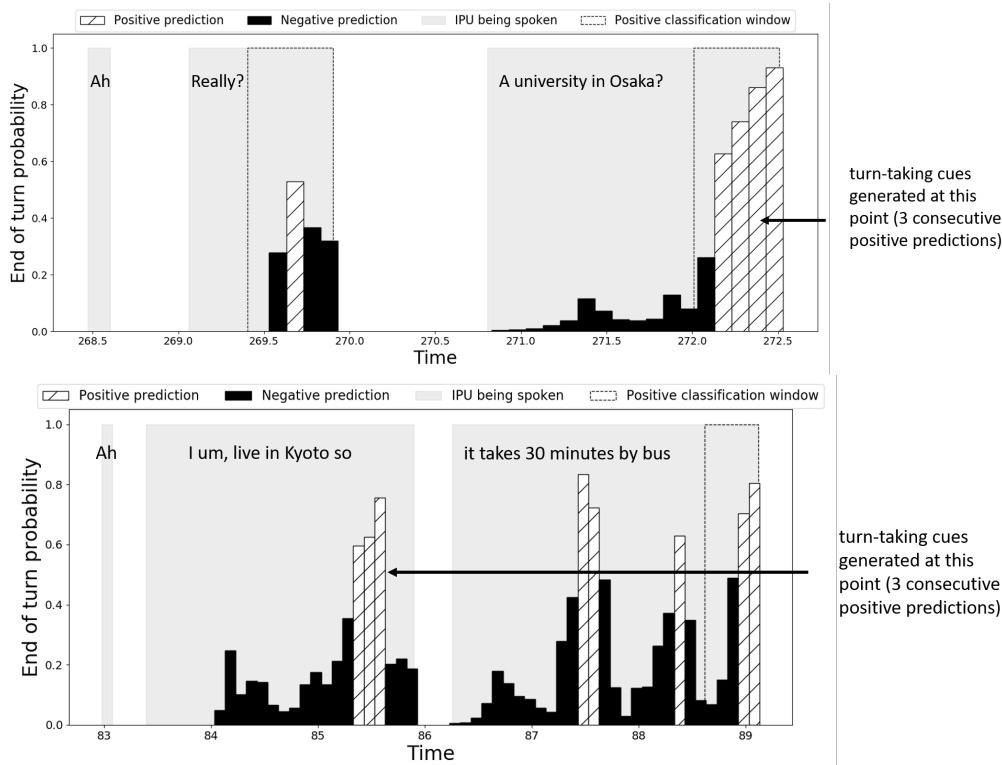 Positive prediction Negative prediction IPU being spoken Positive classification window
1.0
0.8
0.6
0.4
0.2
0.0
End of turn probability
Ah Really? A university in Osaka?
turn-taking cues
generated at this
point (3 consecutive
positive predictions)
268.5 269.0 269.5 270.0 270.5 271.0 271.5 272.0 272.5
Time
Positive prediction Negative prediction IPU being spoken Positive classification window
1.0
0.8
0.6
0.4
0.2
0.0
End of turn probability
Ah I um, live in Kyoto so it takes 30 minutes by bus
turn-taking cues
generated at this
point (3 consecutive
positive predictions)
83 84 85 86 87 88 89
Time